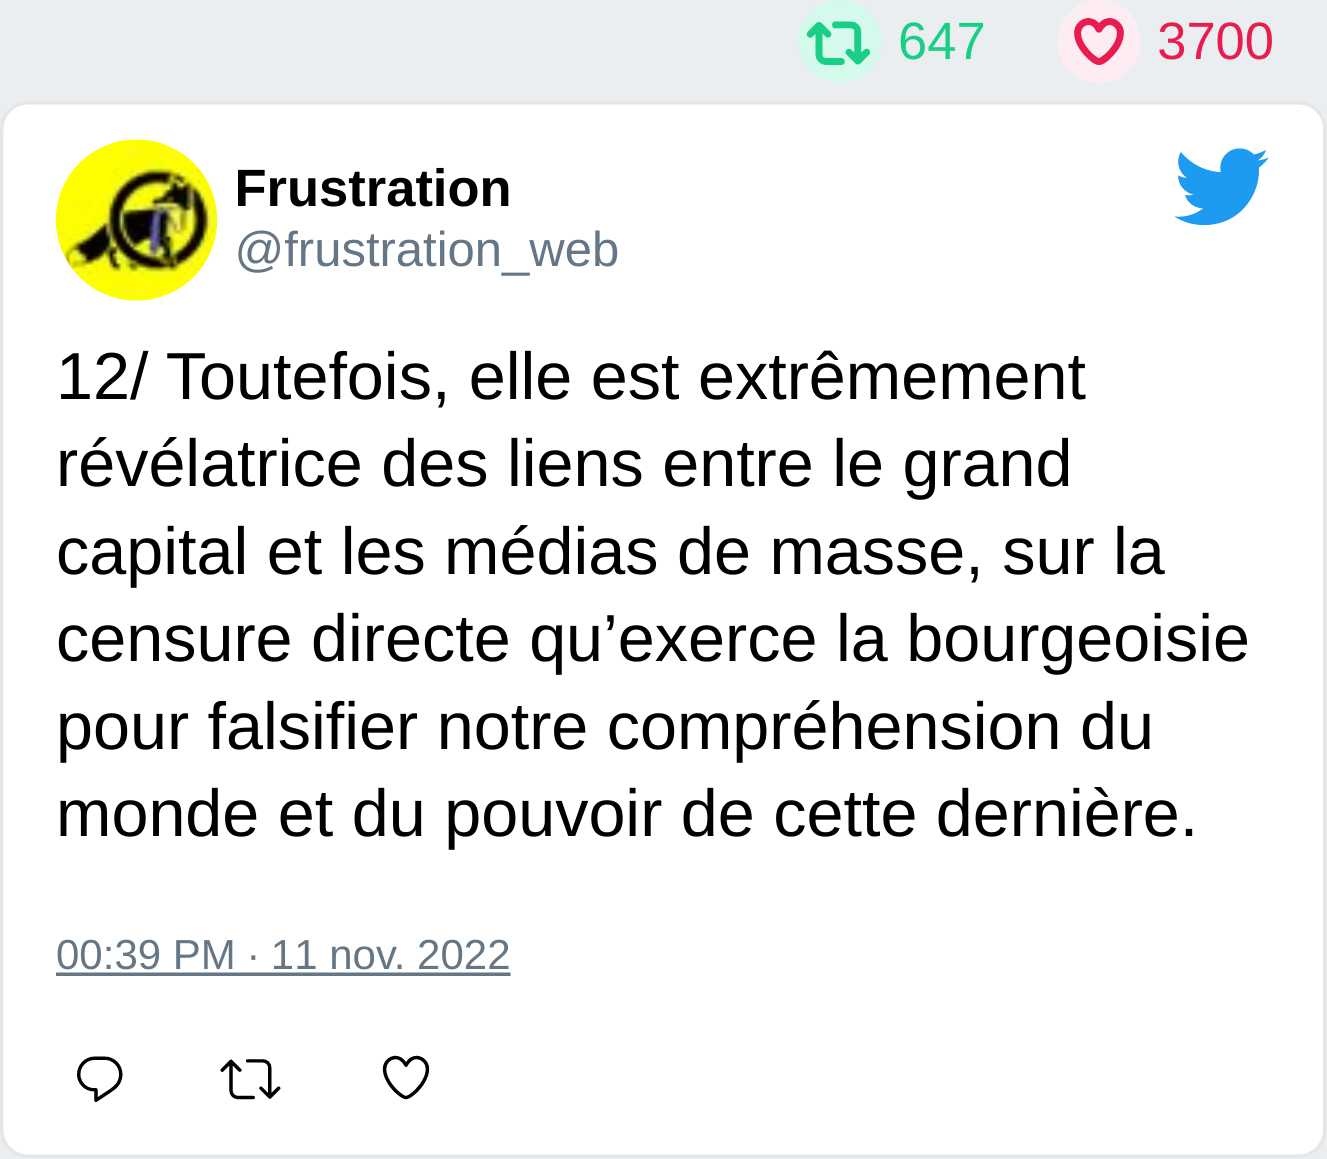 647 3700
Frustration
@frustration_web
12/ Toutefois, elle est extrêmement
révélatrice des liens entre le grand
capital et les médias de masse, sur la
censure directe qu’exerce la bourgeoisie
pour falsifier notre compréhension du
monde et du pouvoir de cette dernière.
00:39 PM · 11 nov. 2022